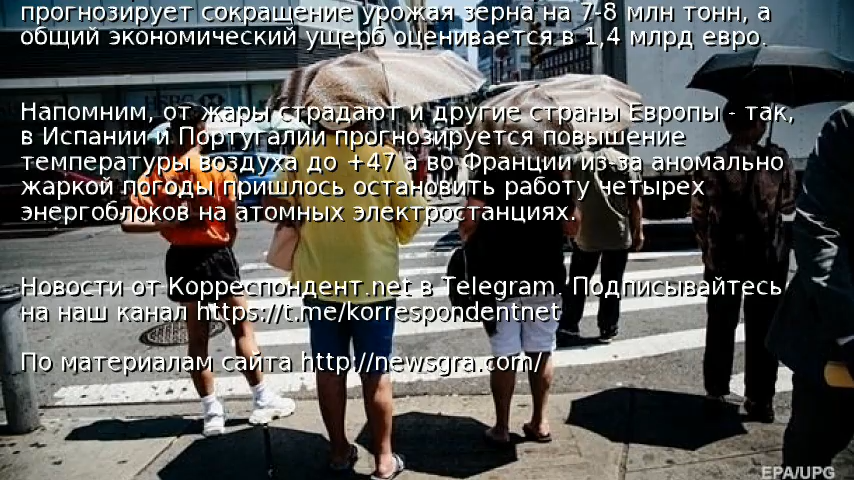 прогнозирует сокращение урожая зерна на 7-8 млн тонн, а
общий экономический ущерб оценивается в 1,4 млрд евро.
Напомним, от жары страдают и другие страны Европы - так,
в Испании и Португалии прогнозируется повышение
температуры воздуха до +47 а во Франции из-за аномально
жаркой погоды пришлось остановить работу четырех
энергоблоков на атомных электростанциях.
Новости от Корреспондент.net в Telegram. Подписывайтесь
на наш канал https://t.me/korrespondentnet
По материалам сайта http://newsgra.com/
HSBC
EPA/UPG